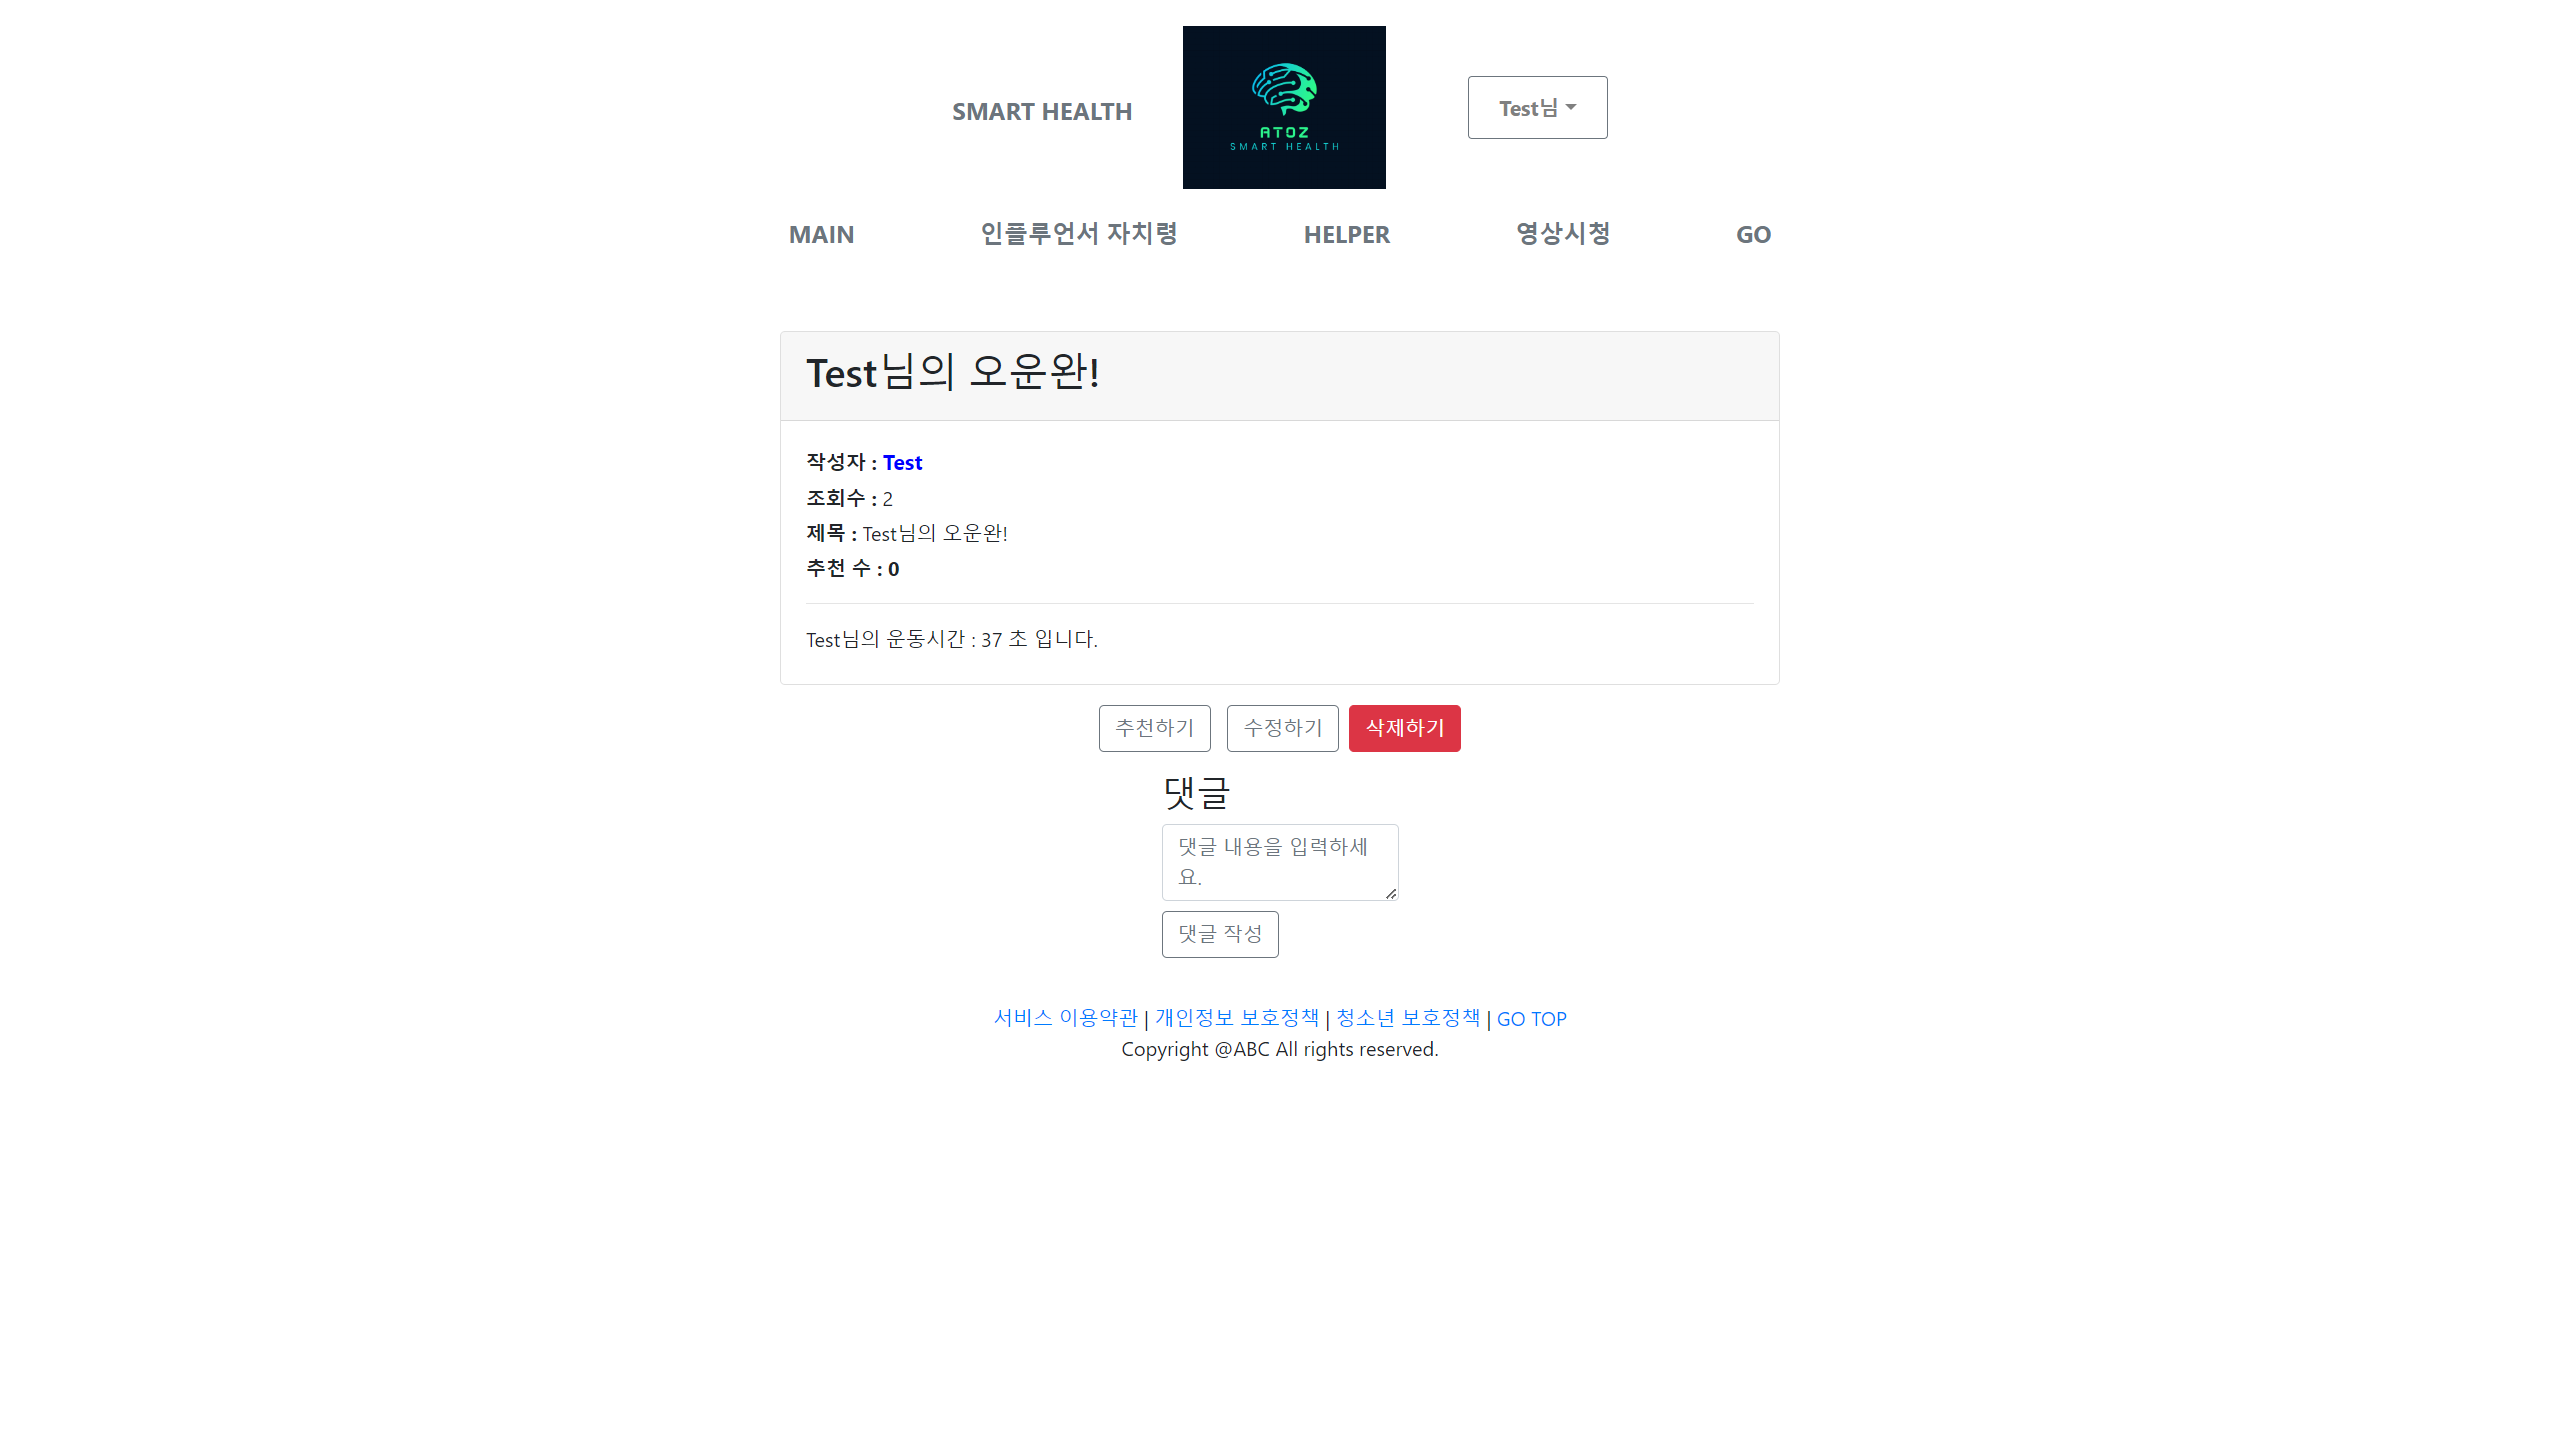 SMART HEALTH
ATOZ
SMART HEALTH
Test님
MAIN 인플루언서 자치령 HELPER 영상시청 GO
Test님의 오운완!
작성자 : Test
조회수 : 2
제목 : Test님의 오운완!
추천 수 : 0
Test님의 운동시간 : 37 초 입니다.
추천하기 수정하기 삭제하기
댓글
댓글 내용을 입력하세
요.
댓글 작성
서비스 이용약관 | 개인정보 보호정책 | 청소년 보호정책 | GO TOP
Copyright @ABC All rights reserved.